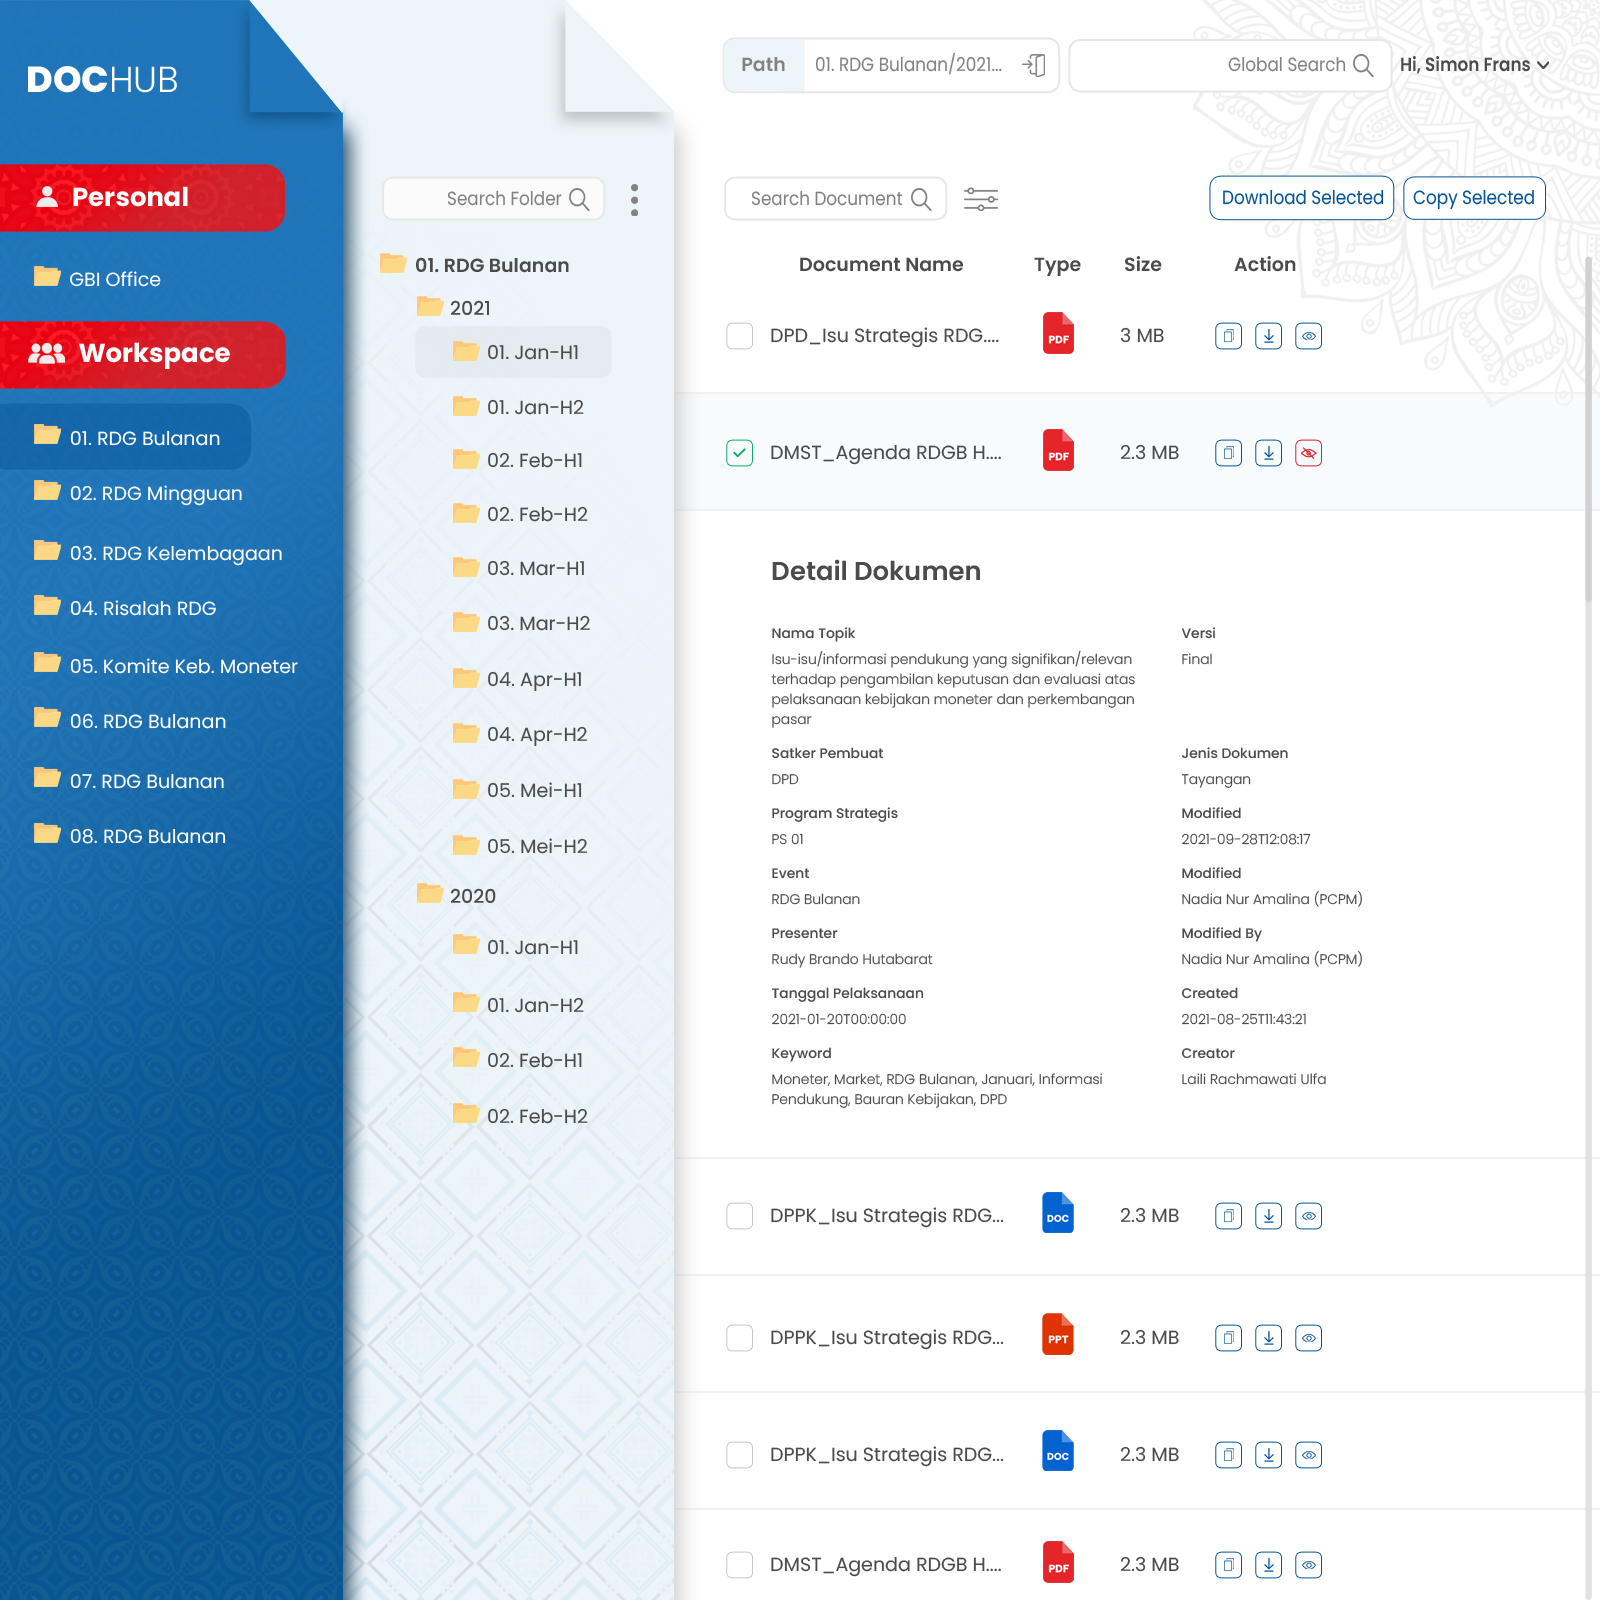 DOCHUB
Personal
GBI Office
Workspace
01. RDG Bulanan
02. RDG Mingguan
03. RDG Kelembagaan
04. Risalah RDG
05. Komite Keb. Moneter
06. RDG Bulanan
07. RDG Bulanan
08. RDG Bulanan
Search Folder
01. RDG Bulanan
2021
01. Jan-H1
01. Jan-H2
02. Feb-H1
02. Feb-H2
03. Mar-H1
03. Mar-H2
04. Apr-H1
04. Apr-H2
05. Mei-H1
05. Mei-H2
2020
01. Jan-H1
01. Jan-H2
02. Feb-H1
02. Feb-H2
Path 01. RDG Bulanan/2021... Global Search Hi, Simon Frans
Search Document Download Selected Copy Selected
Document Name Type Size Action
DPD_Isu Strategis RDG.... PDF 3 MB
DMST_Agenda RDGB H.... PDF 2.3 MB
Detail Dokumen
Nama Topik
Isu-isu/informasi pendukung yang signifikan/relevan
terhadap pengambilan keputusan dan evaluasi atas
pelaksanaan kebijakan moneter dan perkembangan
pasar
Versi
Final
Satker Pembuat
DPD
Jenis Dokumen
Tayangan
Program Strategis
PS 01
Modified
2021-09-28T12:08:17
Event
RDG Bulanan
Modified
Nadia Nur Amalina (PCPM)
Presenter
Rudy Brando Hutabarat
Modified By
Nadia Nur Amalina (PCPM)
Tanggal Pelaksanaan
2021-01-20T00:00:00
Created
2021-08-25T11:43:21
Keyword
Moneter, Market, RDG Bulanan, Januari, Informasi
Pendukung, Bauran Kebijakan, DPD
Creator
Laili Rachmawati Ulfa
DPPK_Isu Strategis RDG... DOC 2.3 MB
DPPK_Isu Strategis RDG... PPT 2.3 MB
DPPK_Isu Strategis RDG... DOC 2.3 MB
DMST_Agenda RDGB H.... PDF 2.3 MB